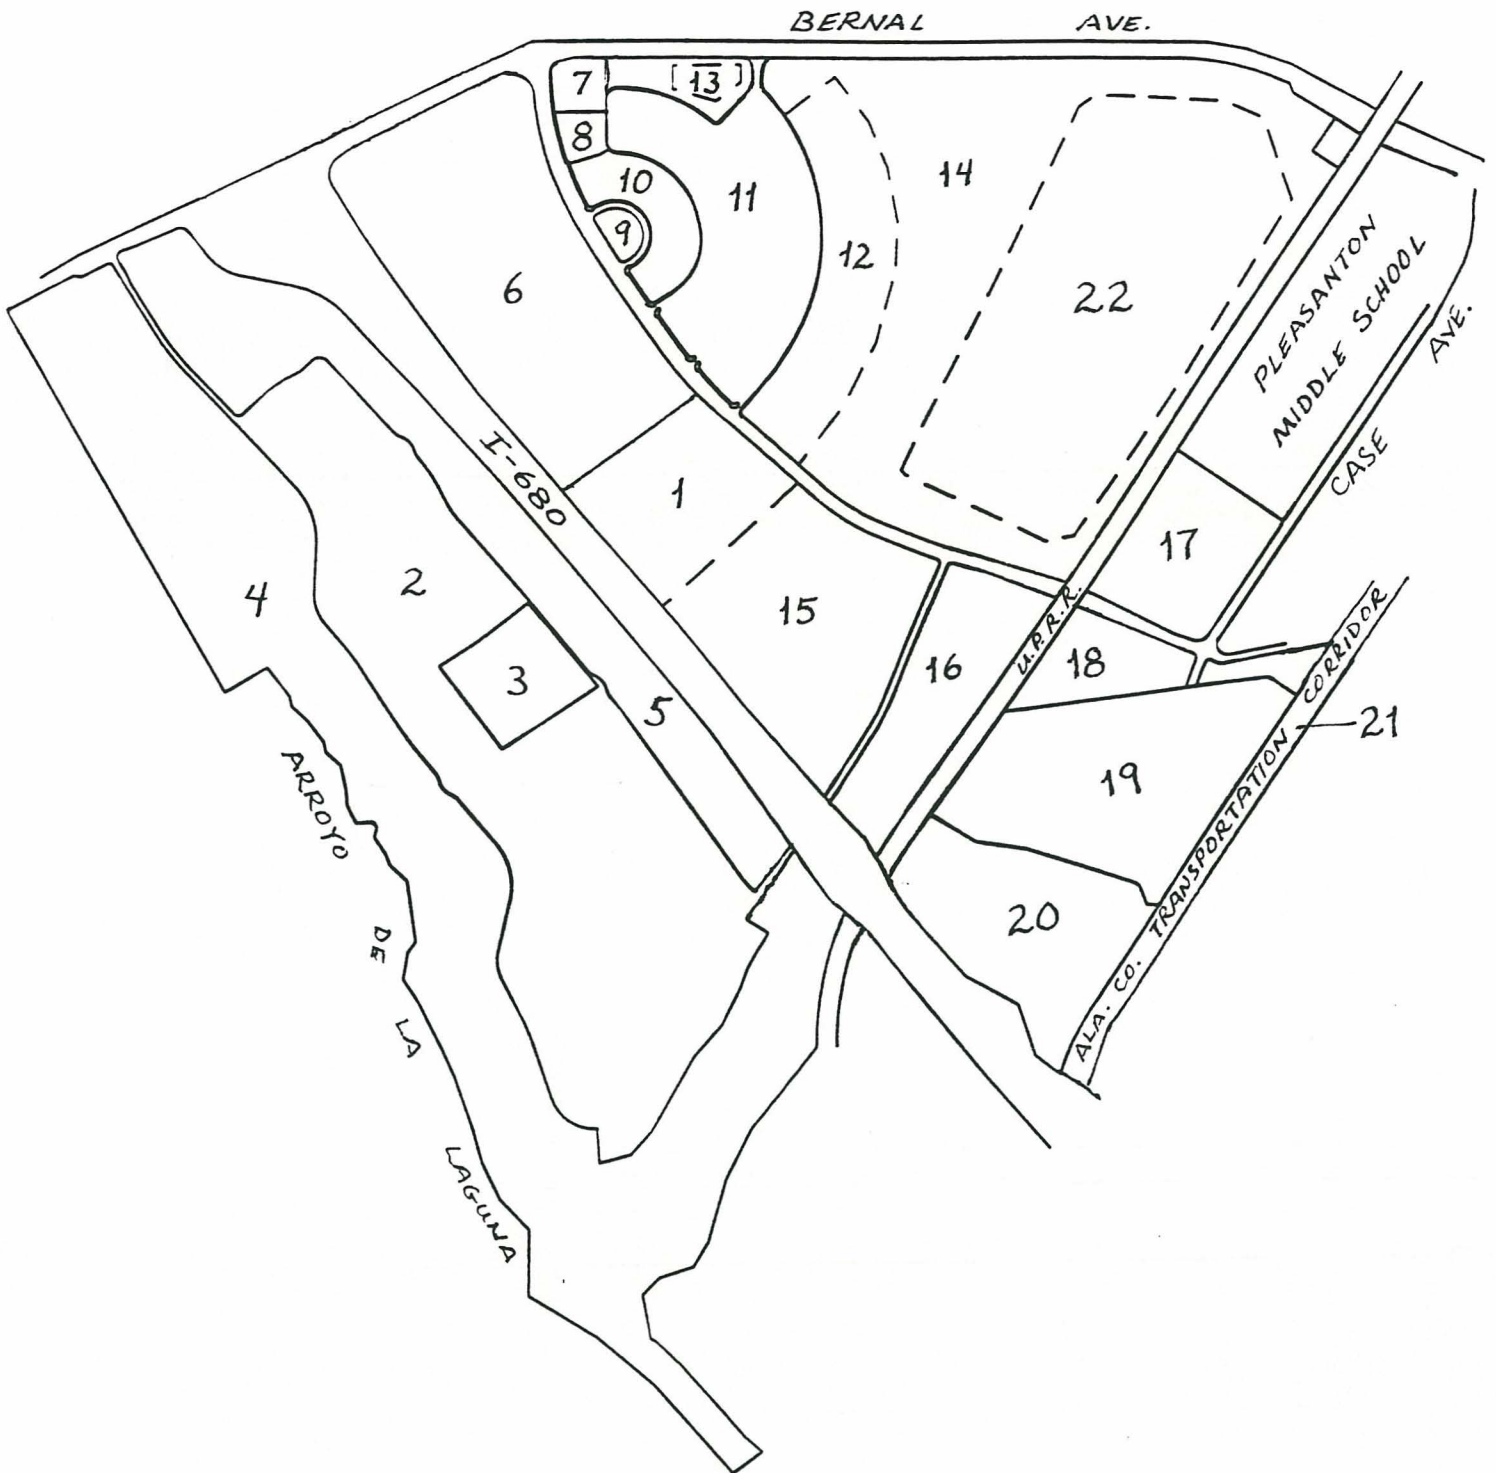 BERNAL AVE.
7
[13]
8
10
11
14
9
12
6
22
PLEASANTON
MIDDLE SCHOOL
CASE AVE.
I-680
1
17
4
2
15
U.P.R.R.
3
16
18
5
21
19
ALA. CO. TRANSPORTATION CORRIDOR
20
ARROYO DE LA LAGUNA